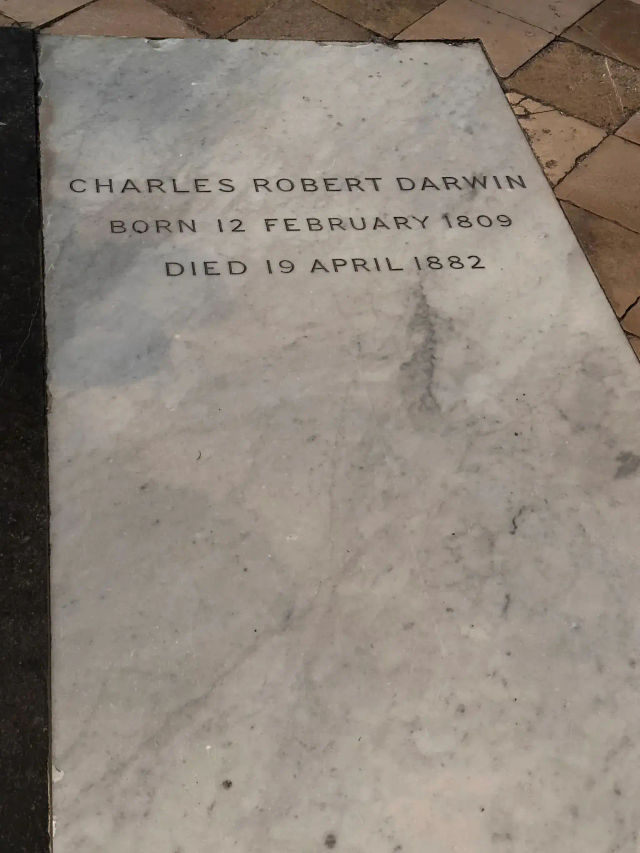 CHARLES ROBERT DARWIN
BORN 12 FEBRUARY 1809
DIED 19 APRIL 1882